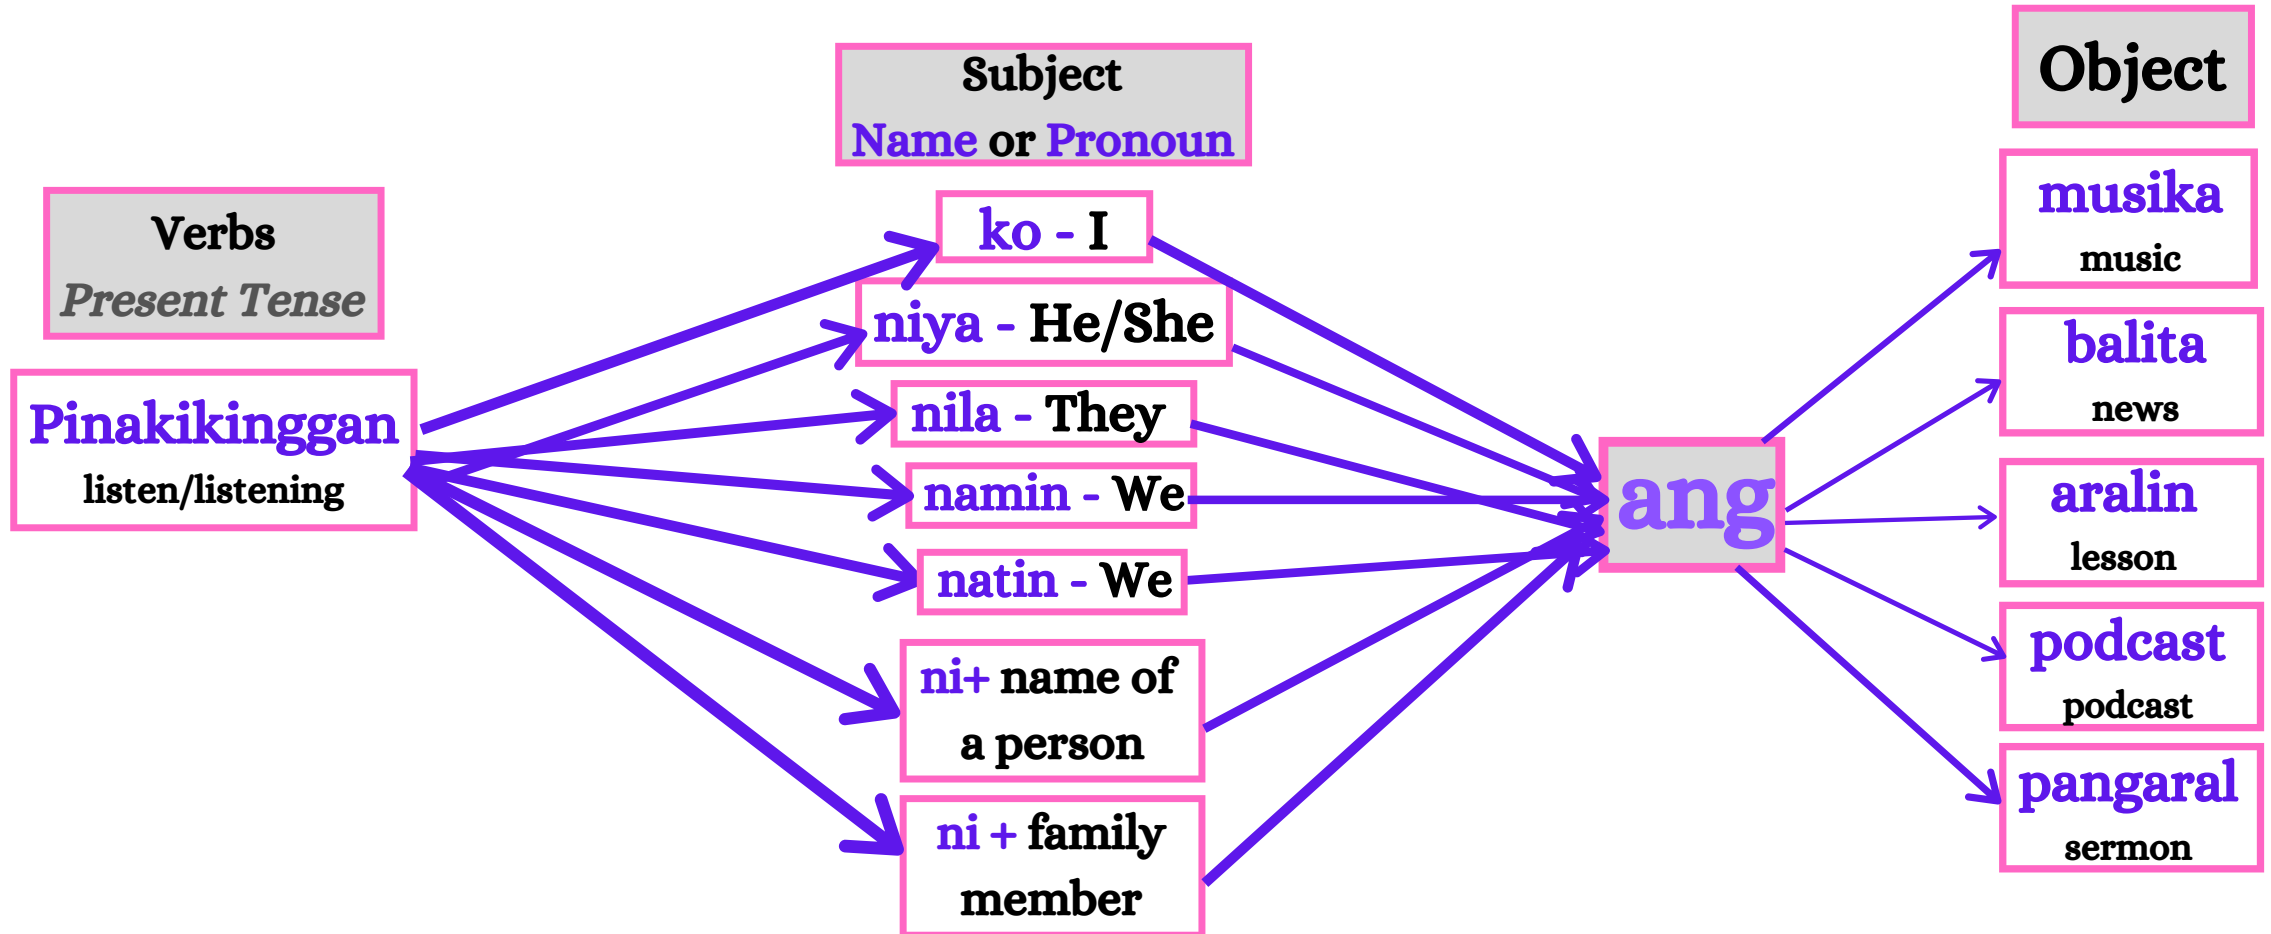 Verbs
Present Tense
Pinakikinggan
listen/listening
Subject
Name or Pronoun
ko - I
niya - He/She
nila - They
namin - We
natin - We
ni+ name of
a person
ni + family
member
ang
Object
musika
music
balita
news
aralin
lesson
podcast
podcast
pangaral
sermon